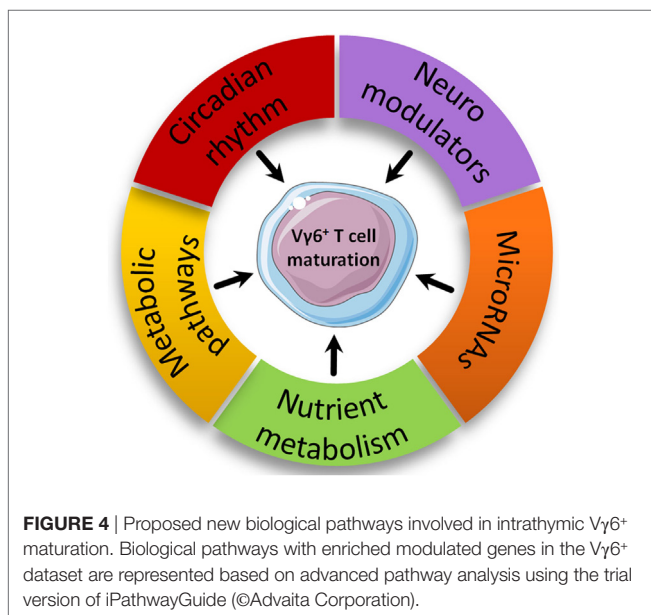 Circadian
rhythm
Neuro
modulators
Vγ6⁺ T cell
maturation
Metabolic
pathways
MicroRNAs
Nutrient
metabolism
FIGURE 4 | Proposed new biological pathways involved in intrathymic Vγ6⁺
maturation. Biological pathways with enriched modulated genes in the Vγ6⁺
dataset are represented based on advanced pathway analysis using the trial
version of iPathwayGuide (©Advaita Corporation).